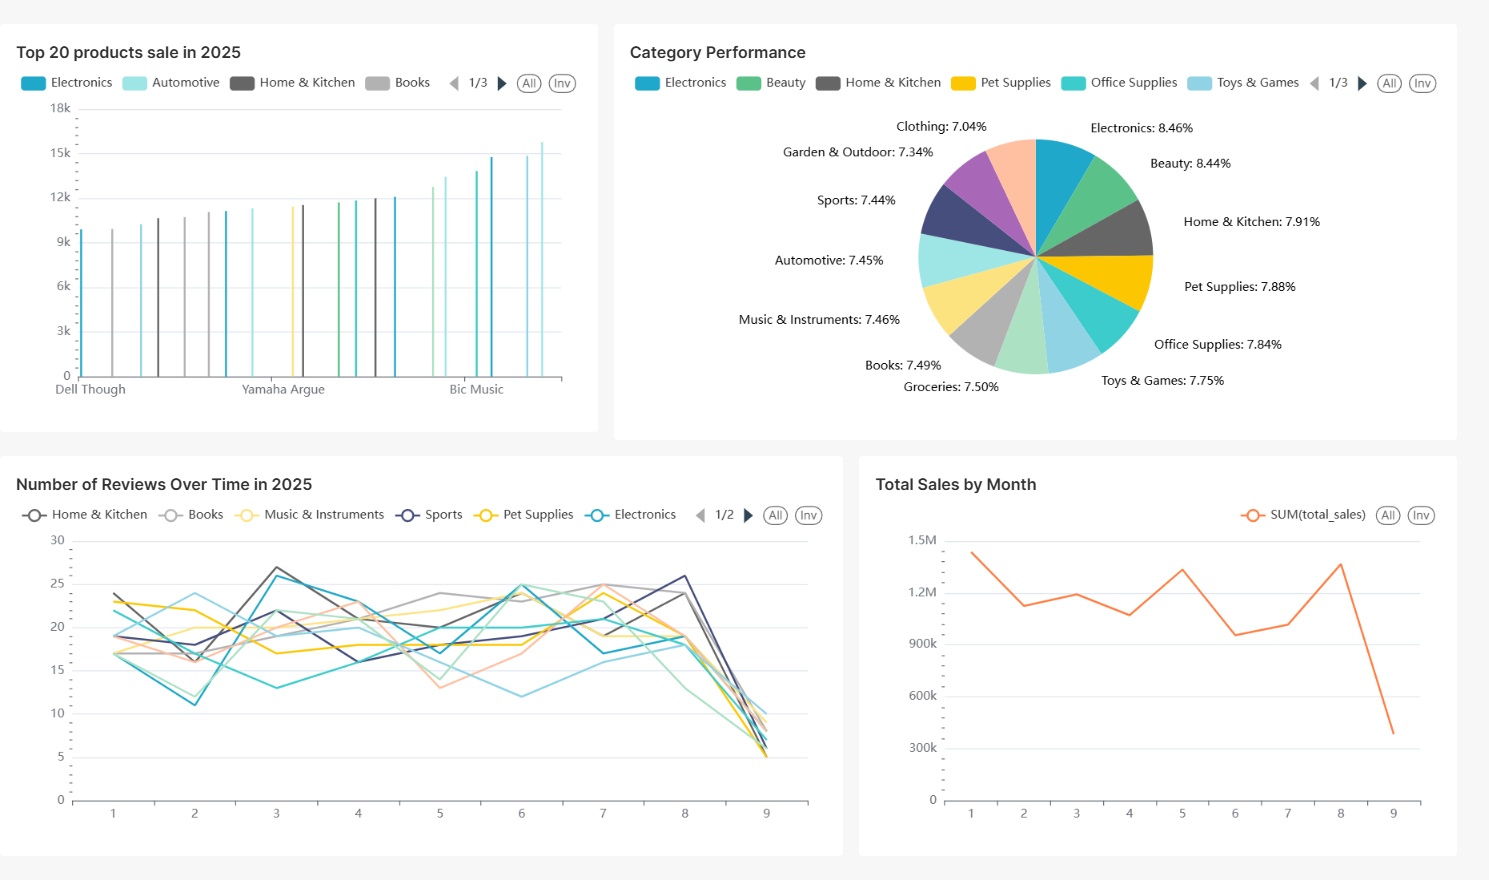 Top 20 products sale in 2025
Electronics Automotive Home & Kitchen Books 1/3 All Inv
18k
15k
12k
9k
6k
3k
0
Dell Though Yamaha Argue Bic Music
Category Performance
Electronics Beauty Home & Kitchen Pet Supplies Office Supplies Toys & Games 1/3 All Inv
Clothing: 7.04%
Electronics: 8.46%
Garden & Outdoor: 7.34%
Beauty: 8.44%
Sports: 7.44%
Home & Kitchen: 7.91%
Automotive: 7.45%
Pet Supplies: 7.88%
Music & Instruments: 7.46%
Office Supplies: 7.84%
Books: 7.49%
Toys & Games: 7.75%
Groceries: 7.50%
Number of Reviews Over Time in 2025
Home & Kitchen Books Music & Instruments Sports Pet Supplies Electronics 1/2 All Inv
30
25
20
15
10
5
0
1 2 3 4 5 6 7 8 9
Total Sales by Month
SUM(total_sales) All Inv
1.5M
1.2M
900k
600k
300k
0
1 2 3 4 5 6 7 8 9